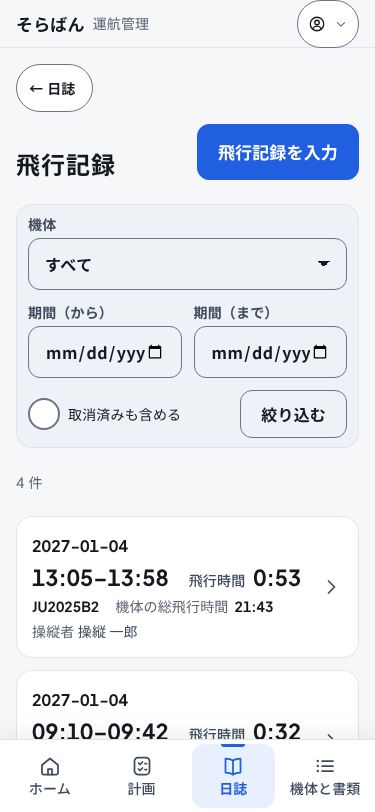 そらばん 運航管理
← 日誌
飛行記録
飛行記録を入力
機体
すべて
期間（から） 期間（まで）
mm/dd/yyy mm/dd/yyy
取消済みも含める 絞り込む
4 件
2027-01-04
13:05–13:58 飛行時間 0:53
JU2025B2 機体の総飛行時間 21:43
操縦者 操縦 一郎
2027-01-04
09:10–09:42 飛行時間 0:32
ホーム 計画 日誌 機体と書類